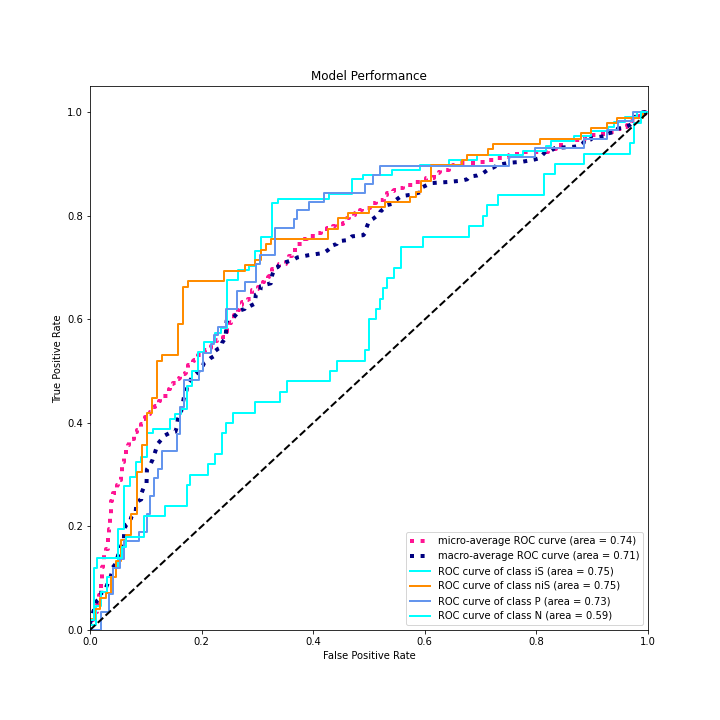 Model Performance
1.0
0.8
0.6
0.4
0.2
0.0
True Positive Rate
0.0 0.2 0.4 0.6 0.8 1.0
False Positive Rate
micro-average ROC curve (area = 0.74)
macro-average ROC curve (area = 0.71)
ROC curve of class iS (area = 0.75)
ROC curve of class niS (area = 0.75)
ROC curve of class P (area = 0.73)
ROC curve of class N (area = 0.59)